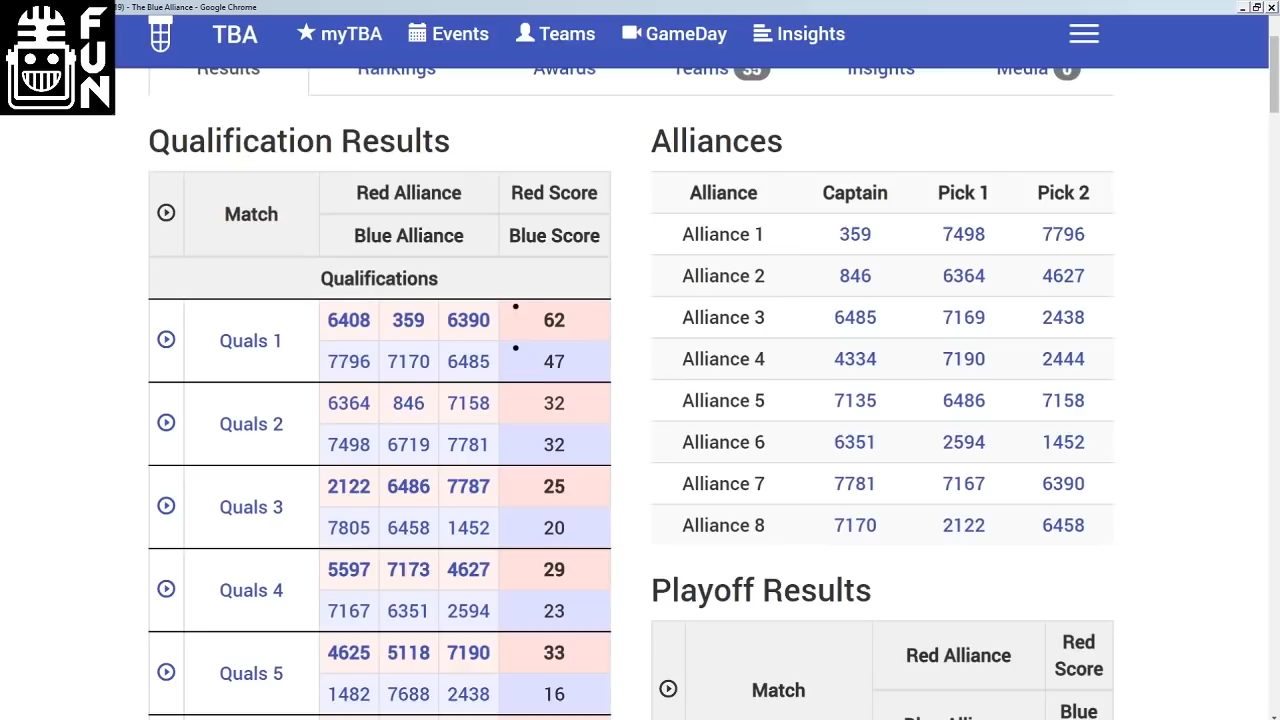 19) - The Blue Alliance - Google Chrome
FUN
TBA myTBA Events Teams GameDay Insights
Results Rankings Awards Teams 35 Insights Media 0
Qualification Results
Match Red Alliance Red Score
Blue Alliance Blue Score
Qualifications
Quals 1 6408 359 6390 62
7796 7170 6485 47
Quals 2 6364 846 7158 32
7498 6719 7781 32
Quals 3 2122 6486 7787 25
7805 6458 1452 20
Quals 4 5597 7173 4627 29
7167 6351 2594 23
Quals 5 4625 5118 7190 33
1482 7688 2438 16
Alliances
Alliance Captain Pick 1 Pick 2
Alliance 1 359 7498 7796
Alliance 2 846 6364 4627
Alliance 3 6485 7169 2438
Alliance 4 4334 7190 2444
Alliance 5 7135 6486 7158
Alliance 6 6351 2594 1452
Alliance 7 7781 7167 6390
Alliance 8 7170 2122 6458
Playoff Results
Match Red Alliance Red Score
Blue Alliance Blue